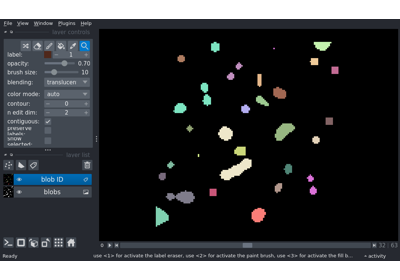 File View Window Plugins Help
layer controls
label: 1
opacity: 0.70
brush size: 10
blending: translucen
color mode: auto
contour: 0
n edit dim: 2
contiguous:
preserve
labels:
show
selected:
layer list
blob ID
blobs
32 63
Ready
use <1> for activate the label eraser, use <2> for activate the paint brush, use <3> for activate the fill b...
activity